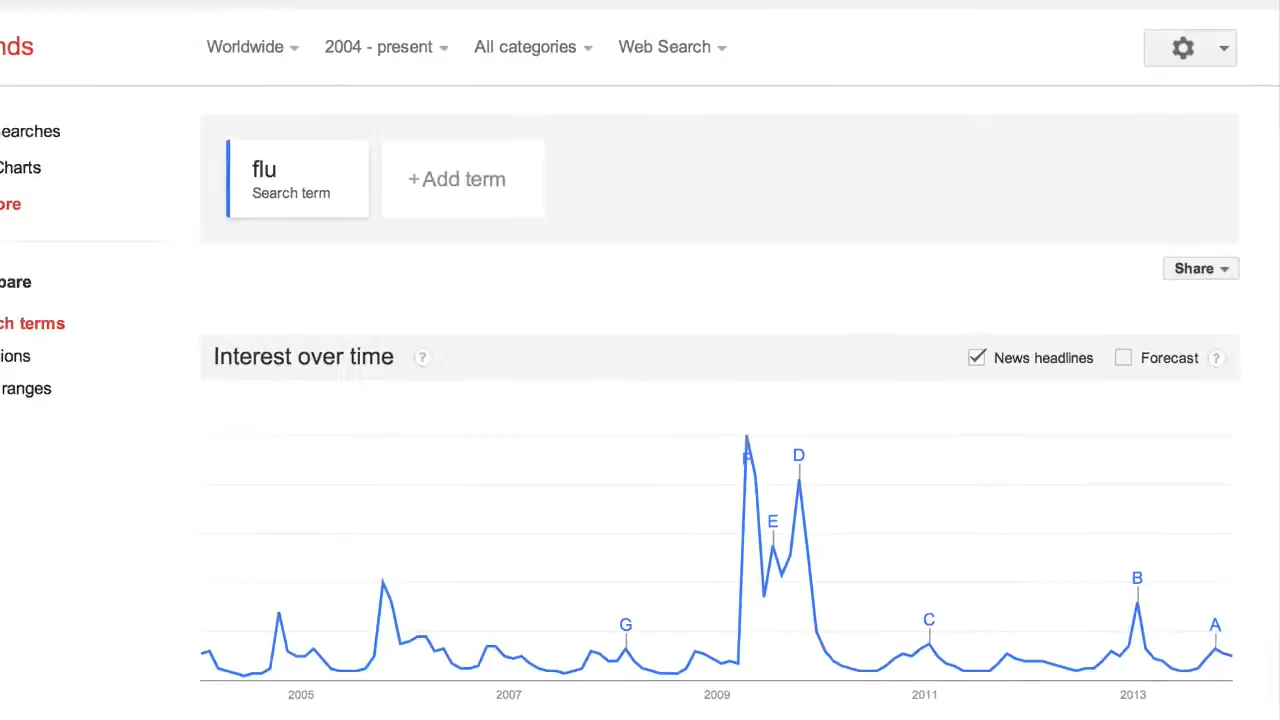 nds
Worldwide 2004 - present All categories Web Search
earches
Charts
ore
pare
ch terms
ions
ranges
flu
Search term
+Add term
Share
Interest over time ?
News headlines Forecast ?
F
D
E
B
G
C
A
2005 2007 2009 2011 2013